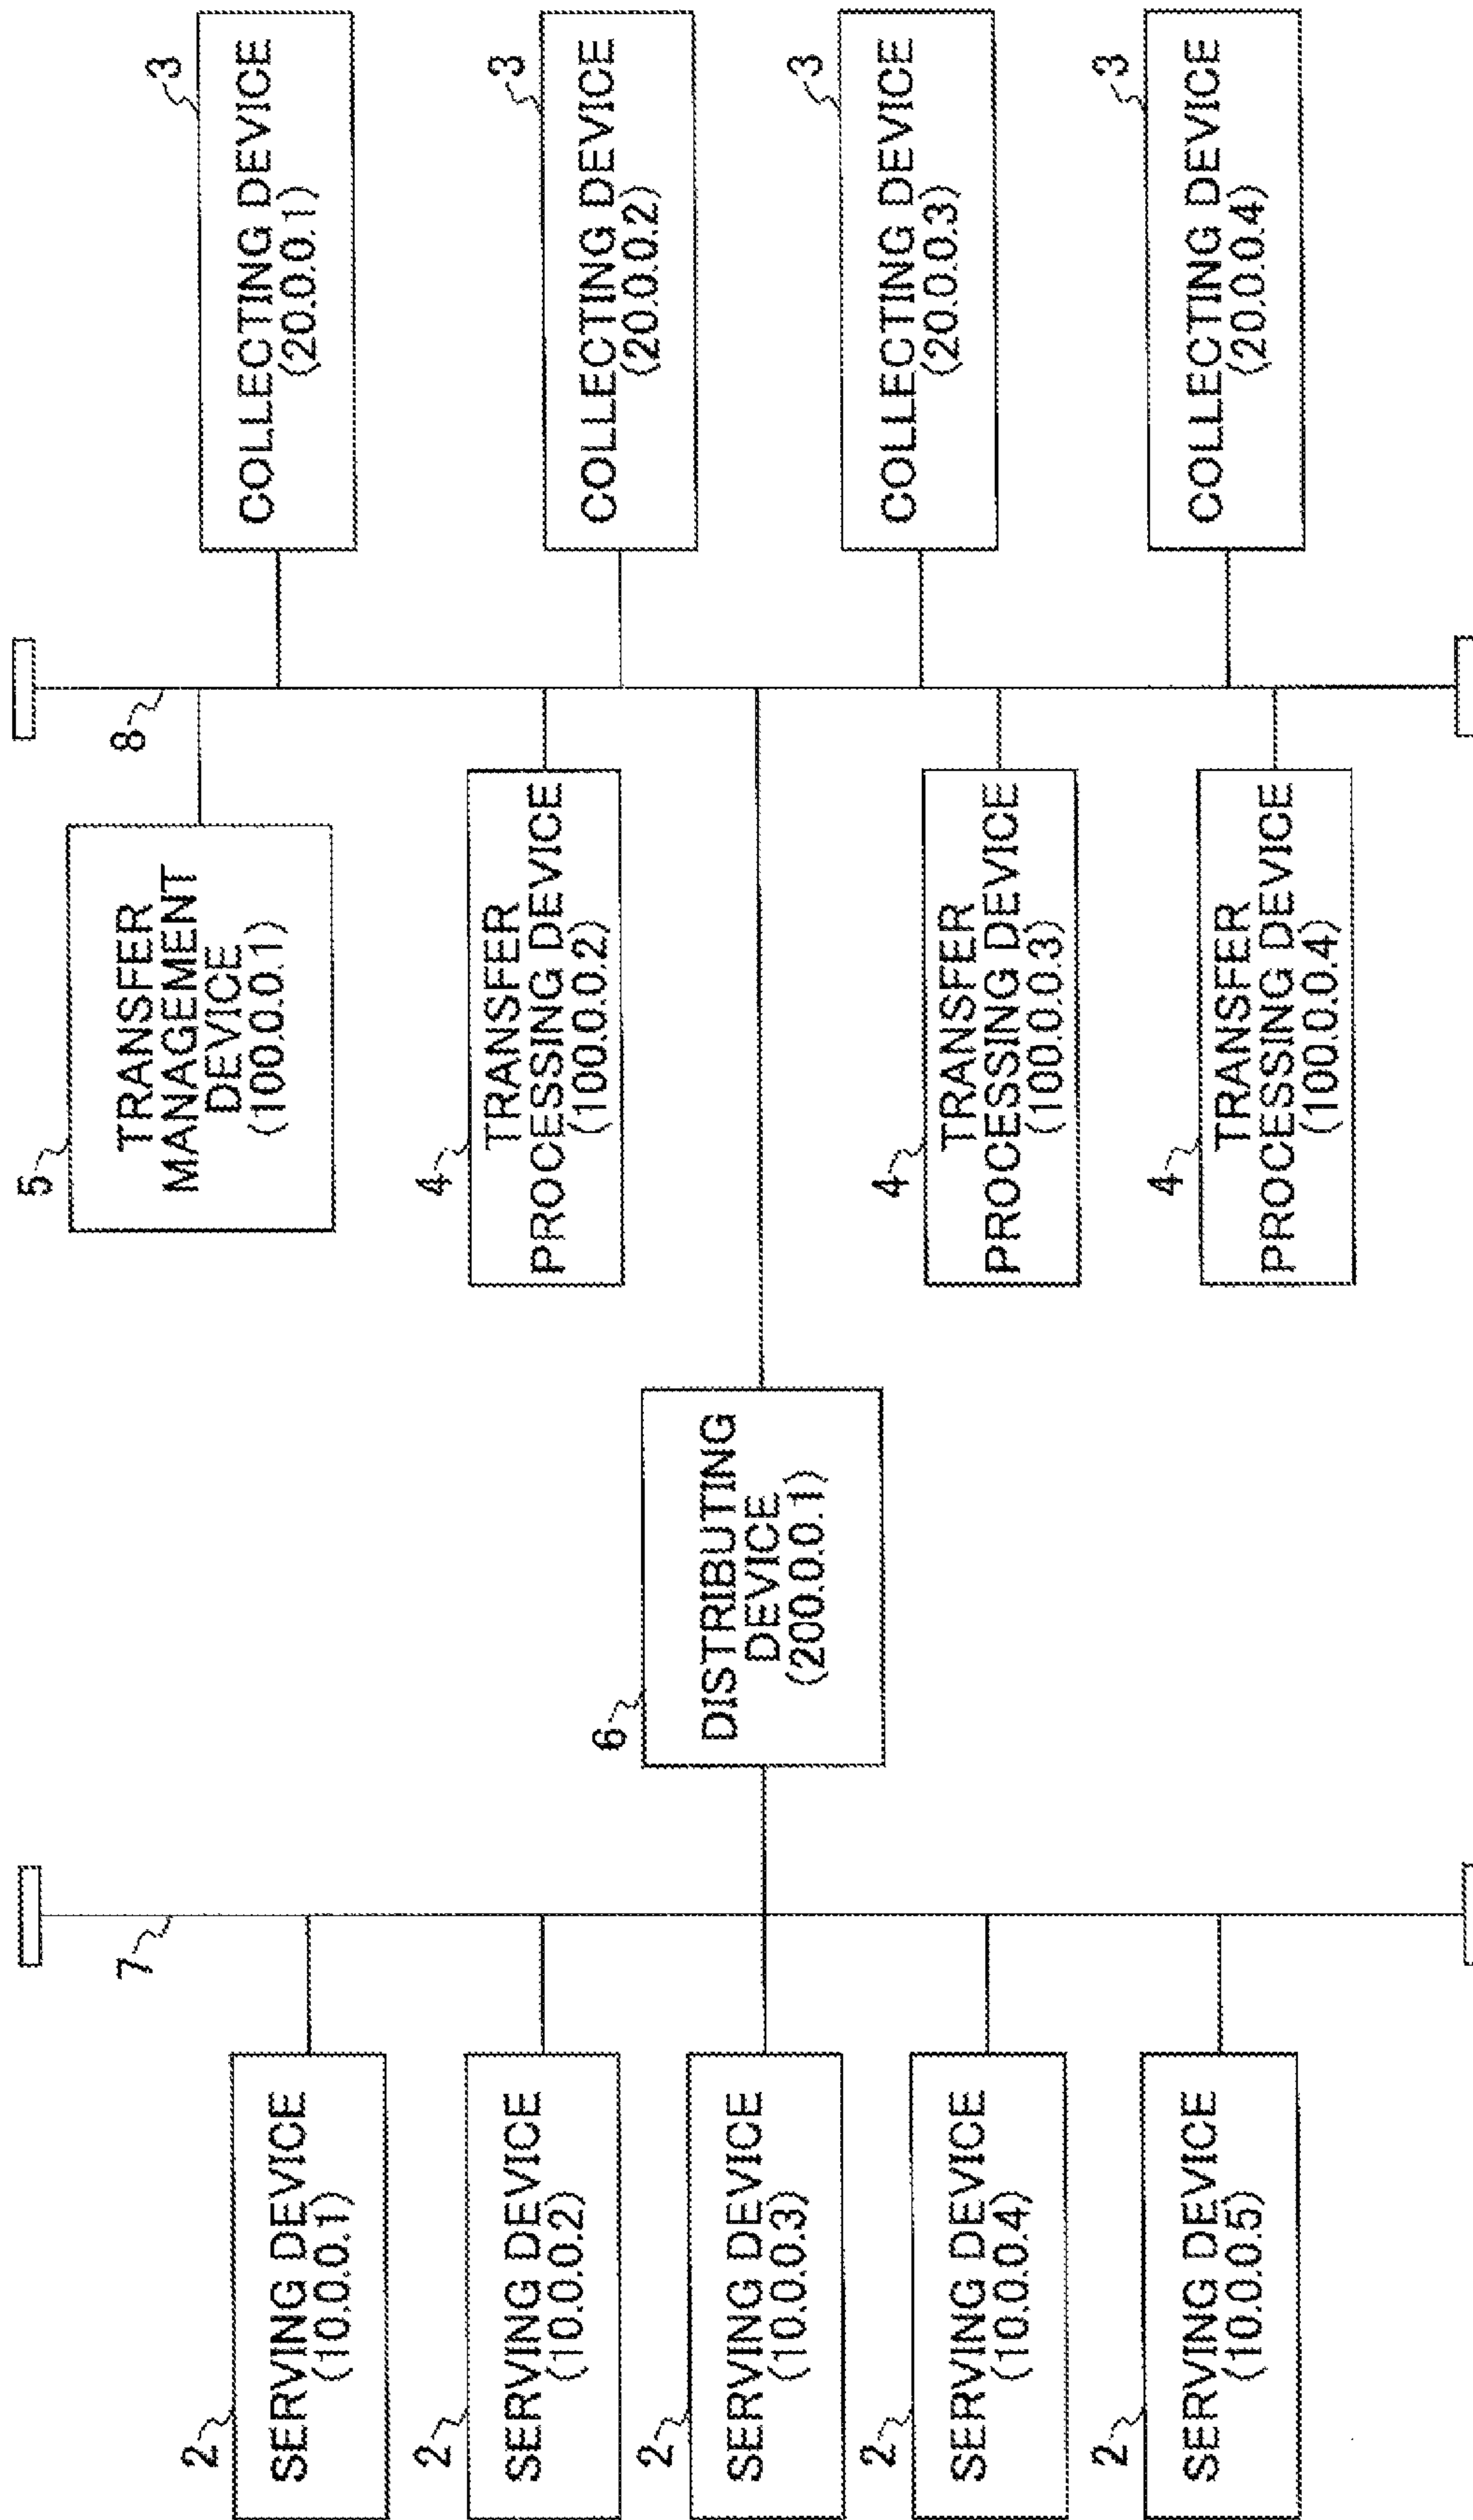 2
SERVING DEVICE
(10.0.0.1)
2
SERVING DEVICE
(10.0.0.2)
2
SERVING DEVICE
(10.0.0.3)
2
SERVING DEVICE
(10.0.0.4)
2
SERVING DEVICE
(10.0.0.5)
7
6
DISTRIBUTING
DEVICE
(200.0.0.1)
5
TRANSFER
MANAGEMENT
DEVICE
(100.0.0.1)
4
TRANSFER
PROCESSING DEVICE
(100.0.0.2)
4
TRANSFER
PROCESSING DEVICE
(100.0.0.3)
4
TRANSFER
PROCESSING DEVICE
(100.0.0.4)
8
3
COLLECTING DEVICE
(20.0.0.1)
3
COLLECTING DEVICE
(20.0.0.2)
3
COLLECTING DEVICE
(20.0.0.3)
3
COLLECTING DEVICE
(20.0.0.4)